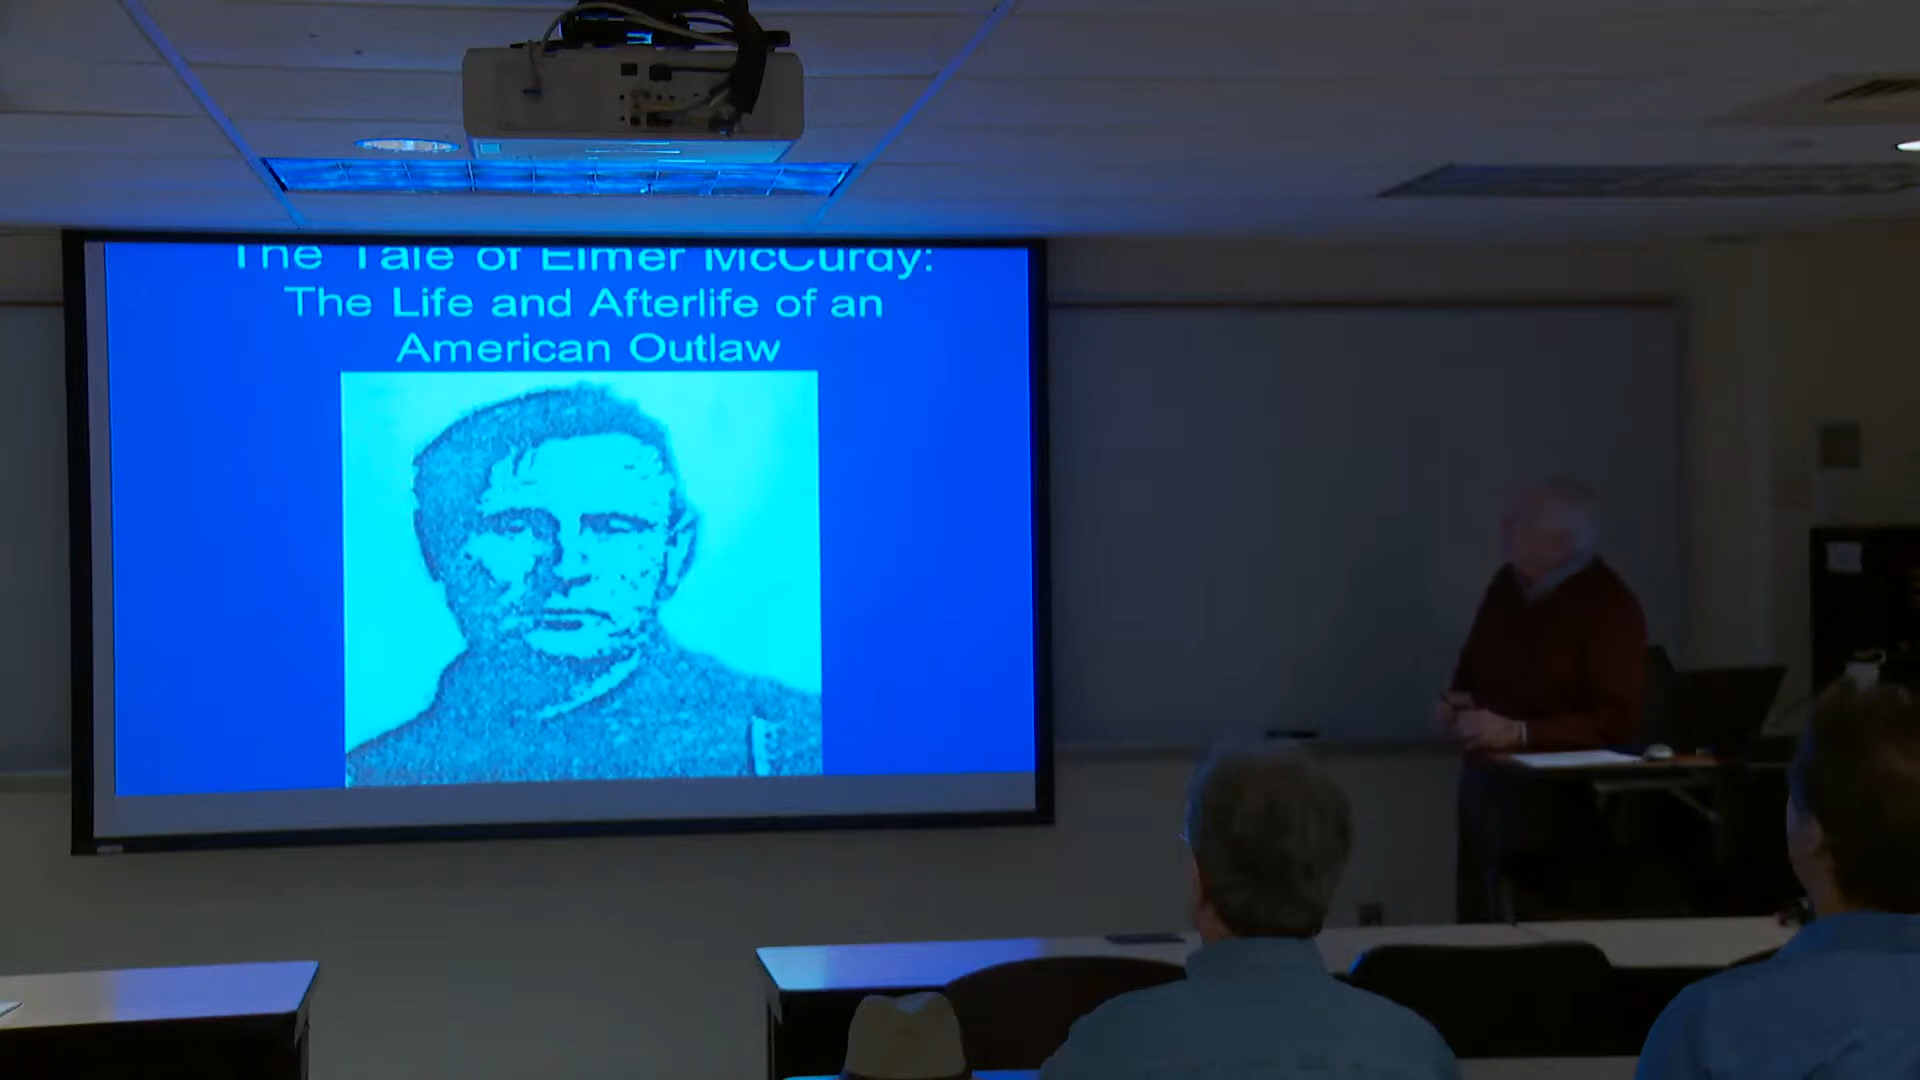 The Tale of Elmer McCurdy:
The Life and Afterlife of an
American Outlaw